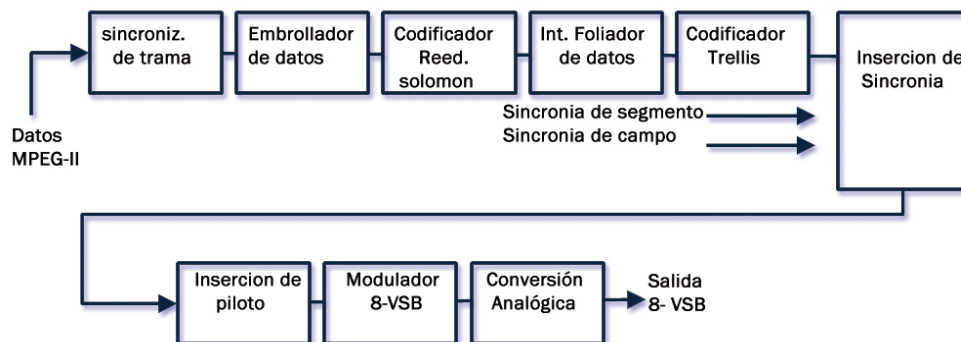 sincroniz.
de trama
Embrollador
de datos
Codificador
Reed.
solomon
Int. Foliador
de datos
Codificador
Trellis
Insercion de
Sincronia
Sincronia de segmento
Sincronia de campo
Datos
MPEG-II
Insercion de
piloto
Modulador
8-VSB
Conversión
Analógica
Salida
8- VSB